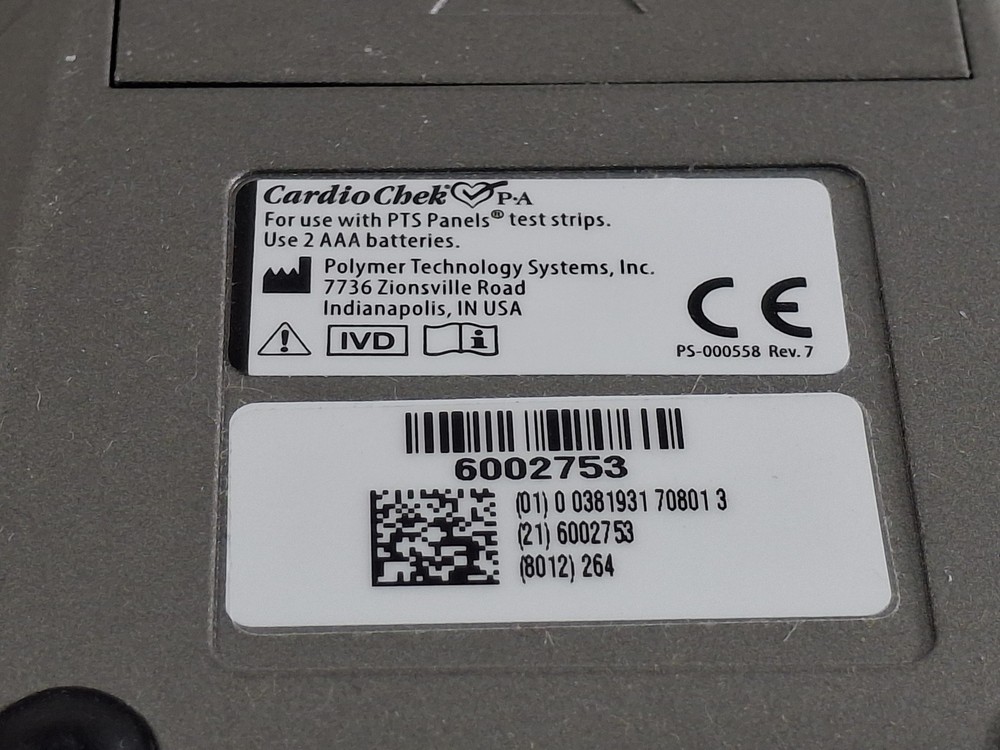 CardioChek P·A
For use with PTS Panels® test strips.
Use 2 AAA batteries.
Polymer Technology Systems, Inc.
7736 Zionsville Road
Indianapolis, IN USA
IVD
CE
PS-000558 Rev. 7
6002753
(01) 0 0381931 70801 3
(21) 6002753
(8012) 264